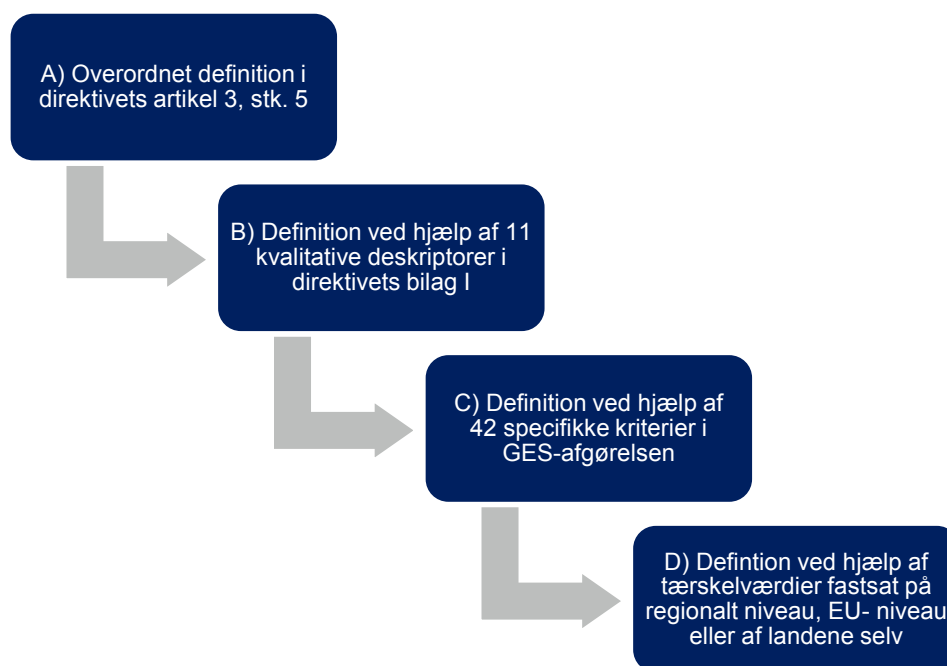 A) Overordnet definition i
direktivets artikel 3, stk. 5
B) Definition ved hjælp af 11
kvalitative deskriptorer i
direktivets bilag I
C) Definition ved hjælp af
42 specifikke kriterier i
GES-afgørelsen
D) Defintion ved hjælp af
tærskelværdier fastsat på
regionalt niveau, EU- niveau
eller af landene selv